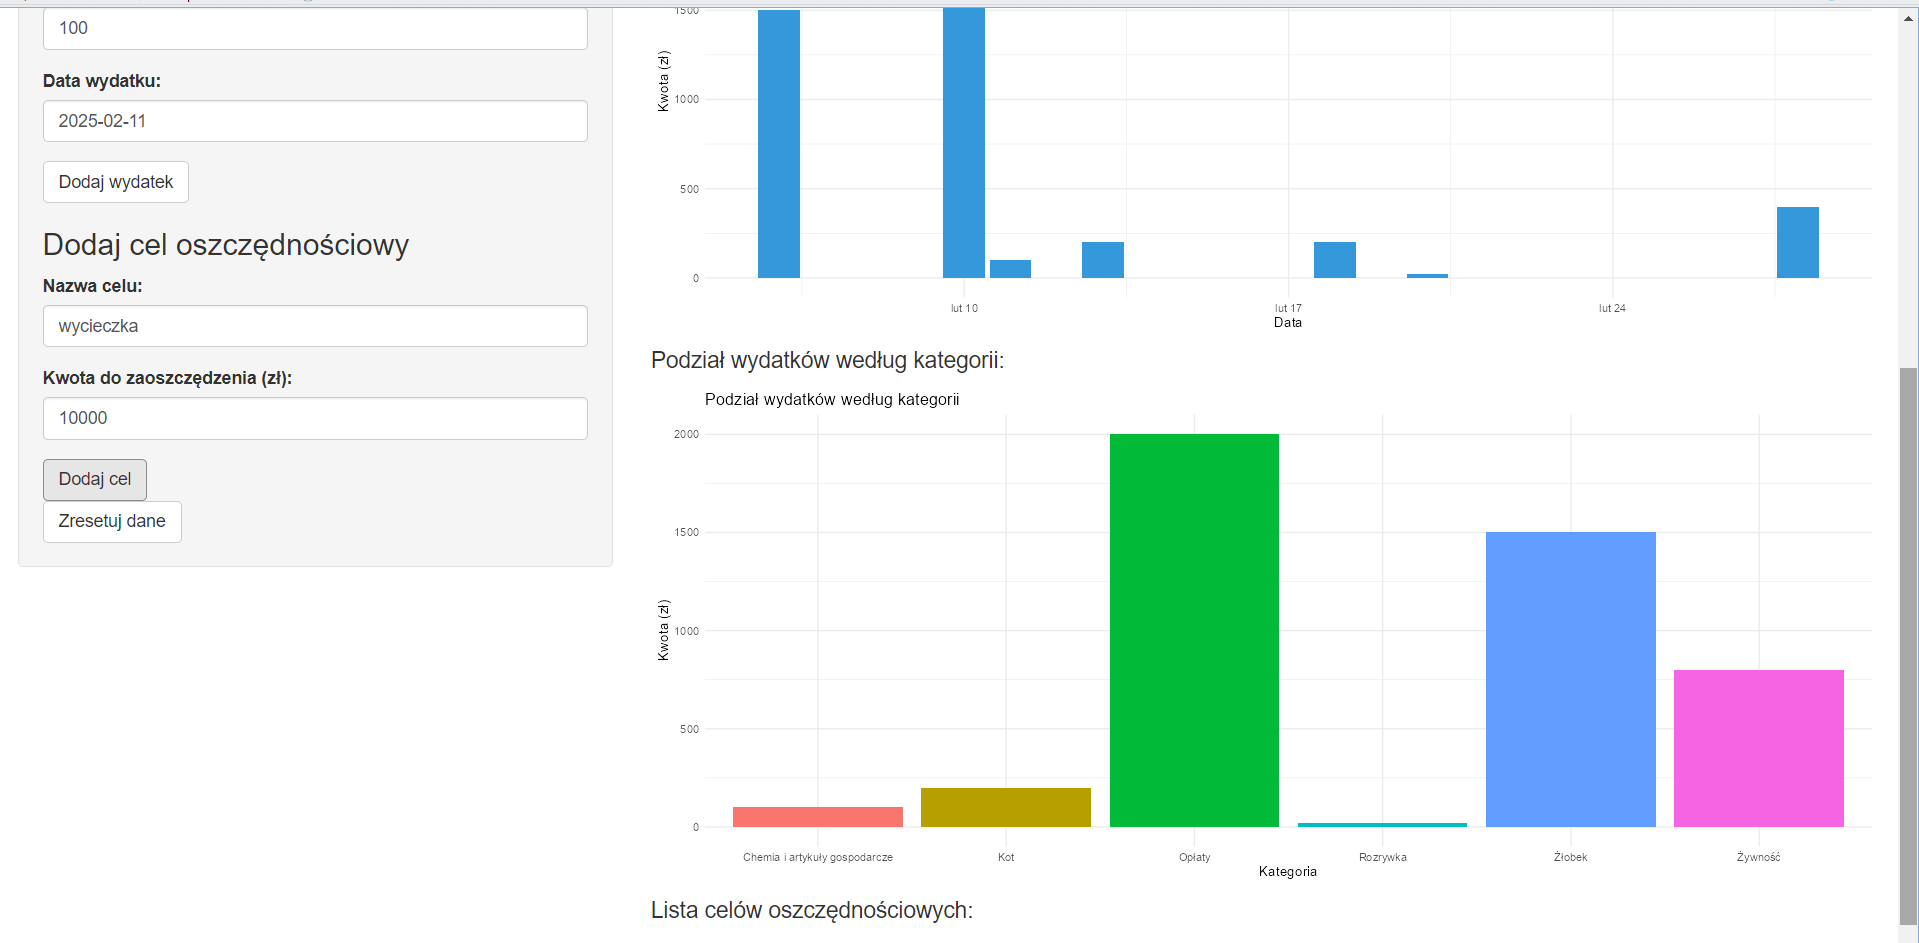 100
Data wydatku:
2025-02-11
Dodaj wydatek
Dodaj cel oszczędnościowy
Nazwa celu:
wycieczka
Kwota do zaoszczędzenia (zł):
10000
Dodaj cel
Zresetuj dane
1500
1000
500
0
Kwota (zł)
lut 10
lut 17
lut 24
Data
Podział wydatków według kategorii:
Podział wydatków według kategorii
2000
1500
1000
500
0
Kwota (zł)
Chemia i artykuły gospodarcze
Kot
Opłaty
Rozrywka
Żłobek
Żywność
Kategoria
Lista celów oszczędnościowych: